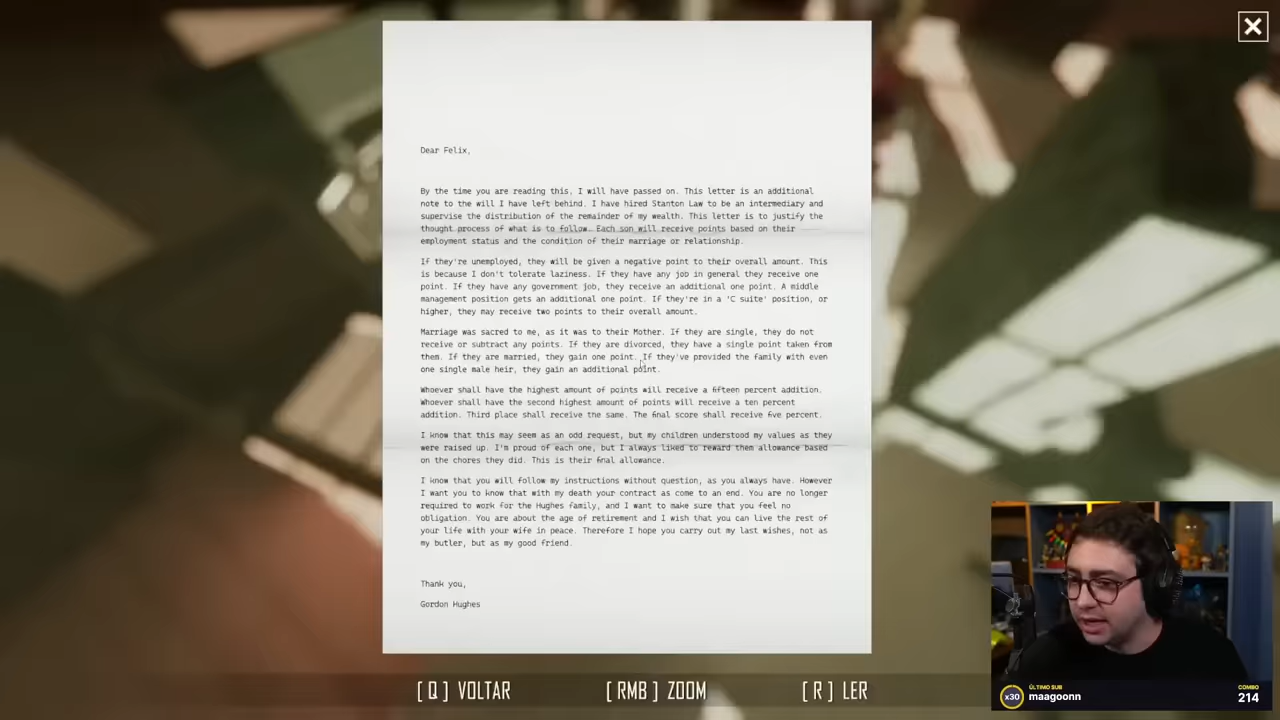 Dear Felix,
By the time you are reading this, I will have passed on. This letter is an additional
note to the will I have left behind. I have hired Stanton Law to be an intermediary and
supervise the distribution of the remainder of my wealth. This letter is to justify the
thought process of what is to follow. Each son will receive points based on their
employment status and the condition of their marriage or relationship.
If they're unemployed, they will be given a negative point to their overall amount. This
is because I don't tolerate laziness. If they have any job in general they receive one
point. If they have any government job, they receive an additional one point. A middle
management position gets an additional one point. If they're in a 'C suite' position, or
higher, they may receive two points to their overall amount.
Marriage was sacred to me, as it was to their Mother. If they are single, they do not
receive or subtract any points. If they are divorced, they have a single point taken from
them. If they are married, they gain one point. If they've provided the family with even
one single male heir, they gain an additional point.
Whoever shall have the highest amount of points will receive a fifteen percent addition.
Whoever shall have the second highest amount of points will receive a ten percent
addition. Third place shall receive the same. The final score shall receive five percent.
I know that this may seem as an odd request, but my children understood my values as they
were raised up. I'm proud of each one, but I always liked to reward them allowance based
on the chores they did. This is their final allowance.
I know that you will follow my instructions without question, as you always have. However
I want you to know that with my death your contract as come to an end. You are no longer
required to work for the Hughes family, and I want to make sure that you feel no
obligation. You are about the age of retirement and I wish that you can live the rest of
your life with your wife in peace. Therefore I hope you carry out my last wishes, not as
my butler, but as my good friend.
Thank you,
Gordon Hughes
[ Q ] VOLTAR [ RMB ] ZOOM [ R ] LER
x30 ÚLTIMO SUB COMBO
maagoonn 214